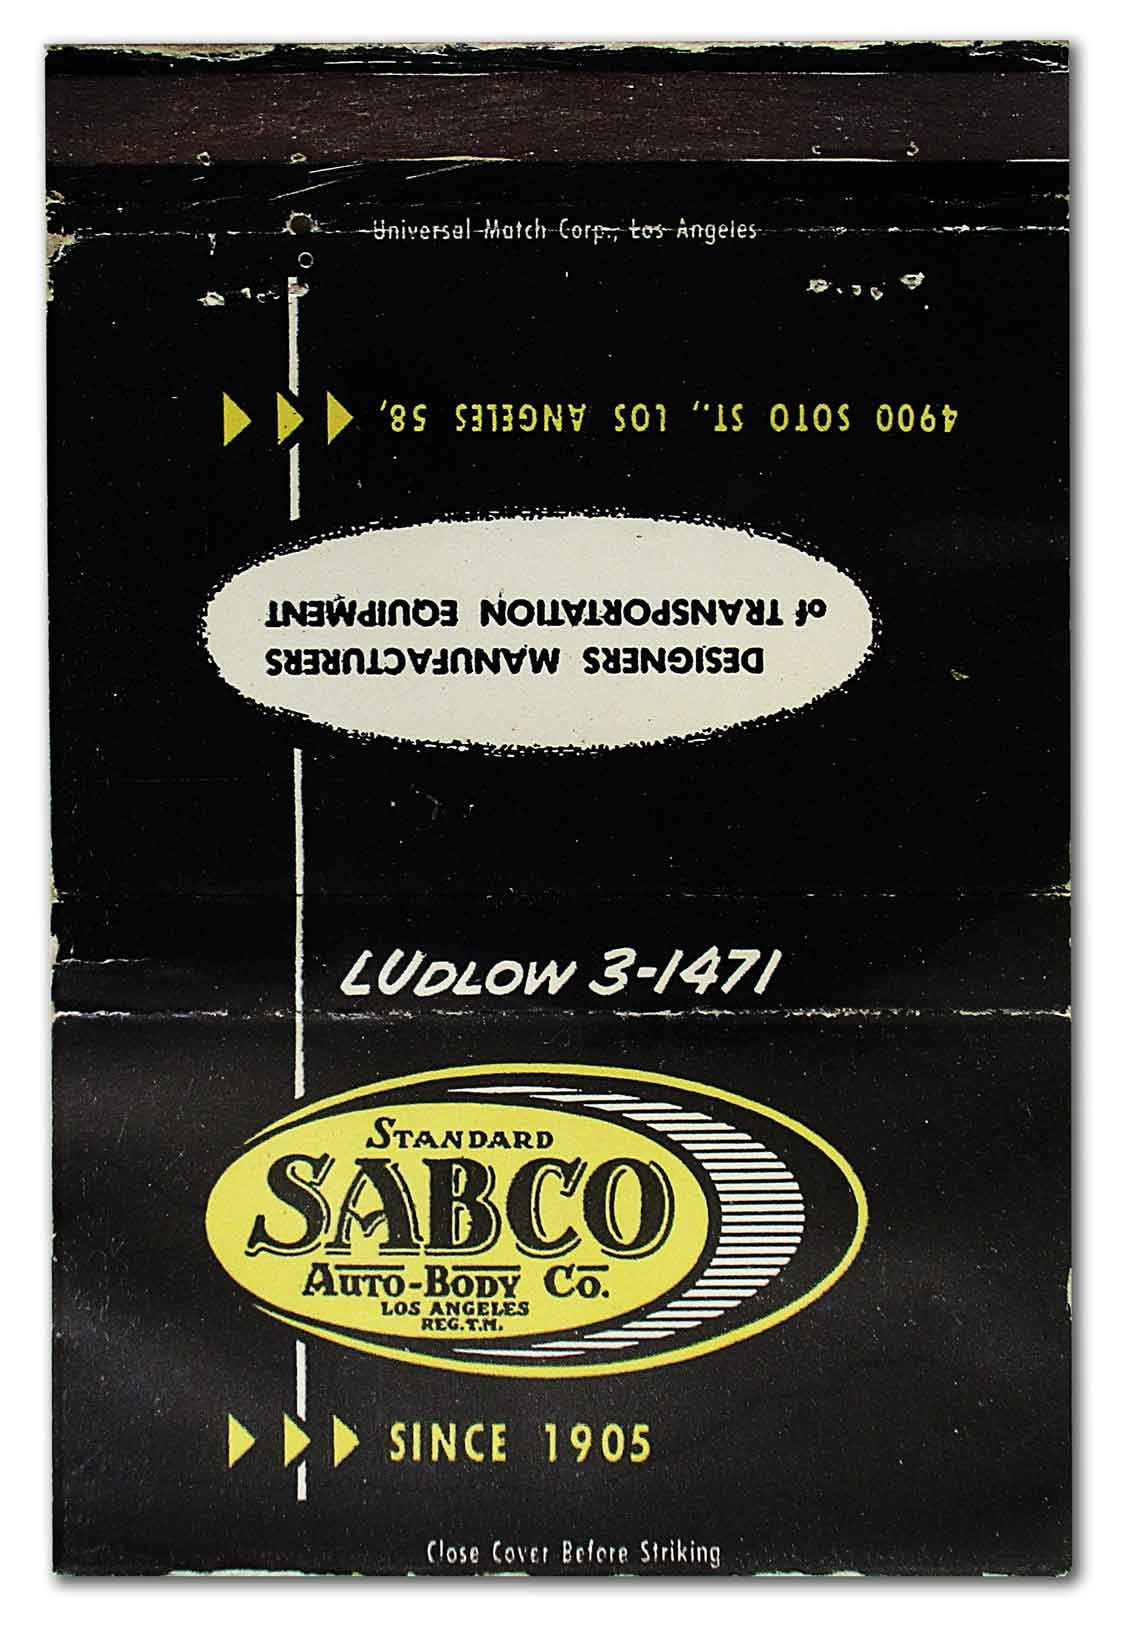 Universal Match Corp., Los Angeles
4900 SOTO ST., LOS ANGELES 58,
DESIGNERS MANUFACTURERS
of TRANSPORTATION EQUIPMENT
LUDLOW 3-1471
STANDARD
SABCO
AUTO-BODY CO.
LOS ANGELES
REG.T.M.
SINCE 1905
Close Cover Before Striking